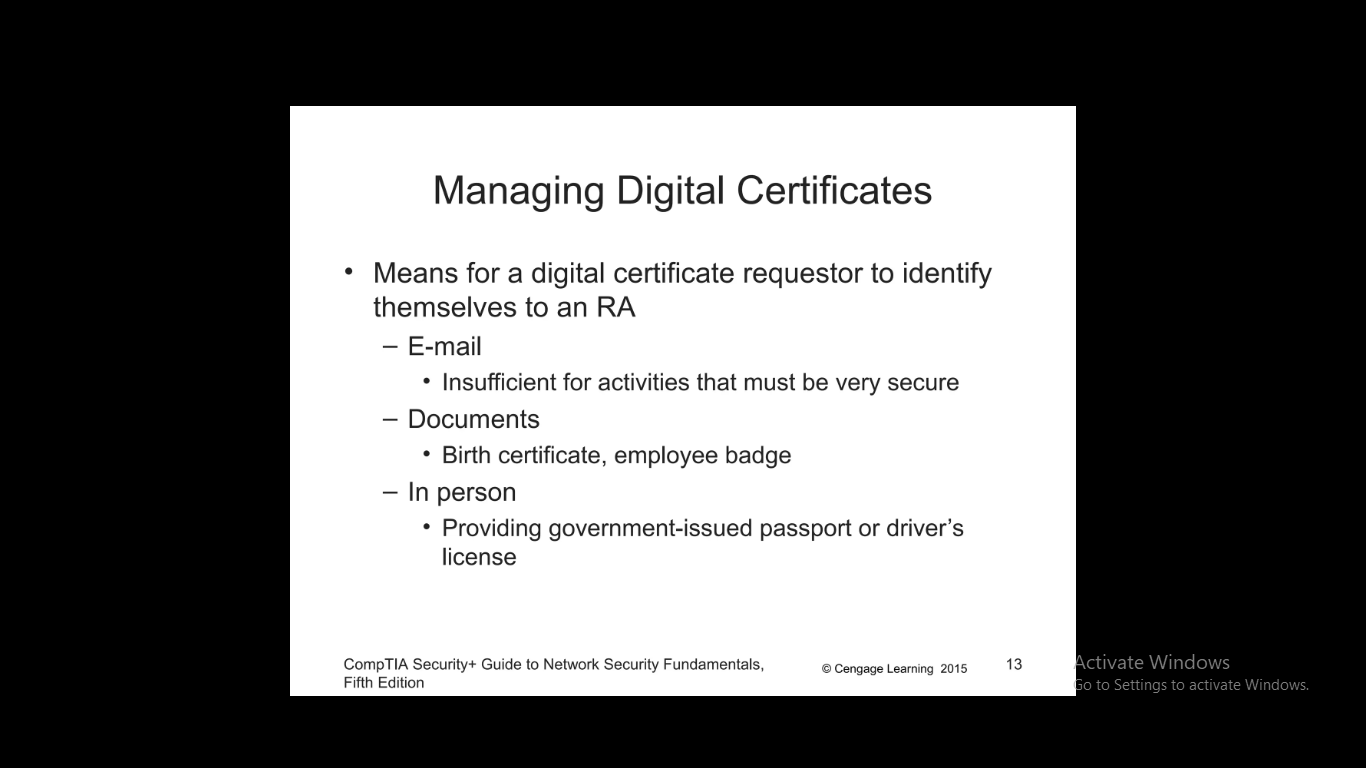 Managing Digital Certificates
• Means for a digital certificate requestor to identify
themselves to an RA
– E-mail
• Insufficient for activities that must be very secure
– Documents
• Birth certificate, employee badge
– In person
• Providing government-issued passport or driver’s
license
CompTIA Security+ Guide to Network Security Fundamentals,
Fifth Edition
© Cengage Learning 2015
13
Activate Windows
Go to Settings to activate Windows.